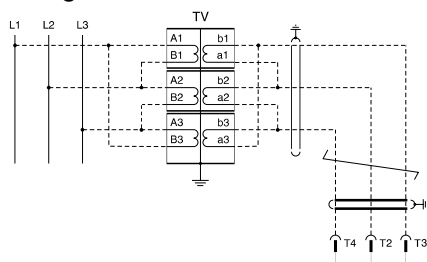 TV
L1 L2 L3
A1 b1
B1 a1
A2 b2
B2 a2
A3 b3
B3 a3
T4 T2 T3